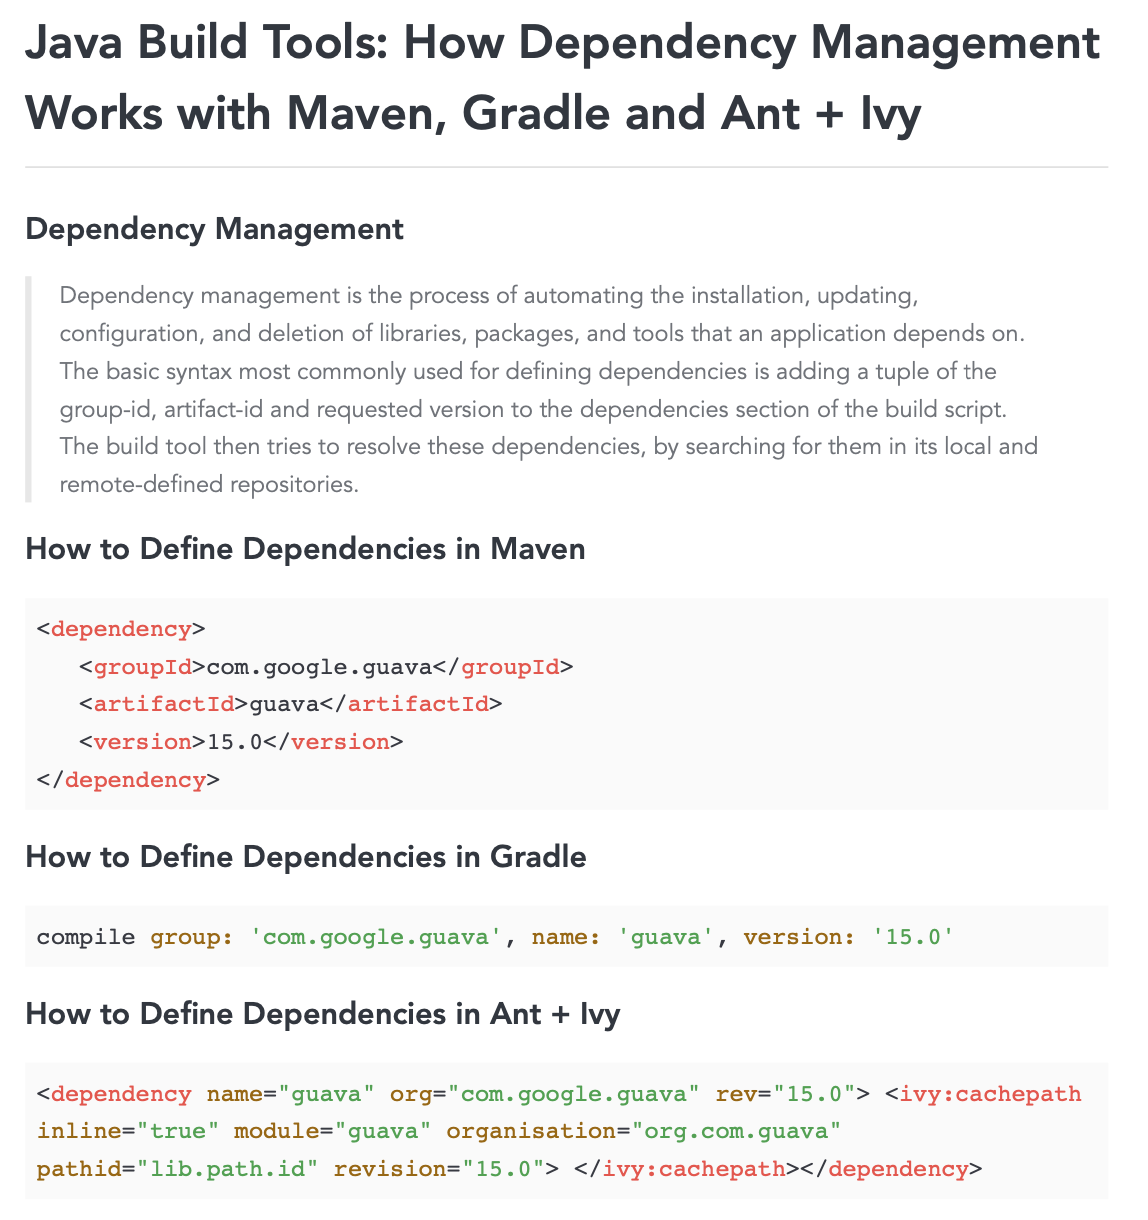 Java Build Tools: How Dependency Management
Works with Maven, Gradle and Ant + Ivy
Dependency Management
Dependency management is the process of automating the installation, updating,
configuration, and deletion of libraries, packages, and tools that an application depends on.
The basic syntax most commonly used for defining dependencies is adding a tuple of the
group-id, artifact-id and requested version to the dependencies section of the build script.
The build tool then tries to resolve these dependencies, by searching for them in its local and
remote-defined repositories.
How to Define Dependencies in Maven
<dependency>
   <groupId>com.google.guava</groupId>
   <artifactId>guava</artifactId>
   <version>15.0</version>
</dependency>
How to Define Dependencies in Gradle
compile group: 'com.google.guava', name: 'guava', version: '15.0'
How to Define Dependencies in Ant + Ivy
<dependency name="guava" org="com.google.guava" rev="15.0"> <ivy:cachepath
inline="true" module="guava" organisation="org.com.guava"
pathid="lib.path.id" revision="15.0"> </ivy:cachepath></dependency>